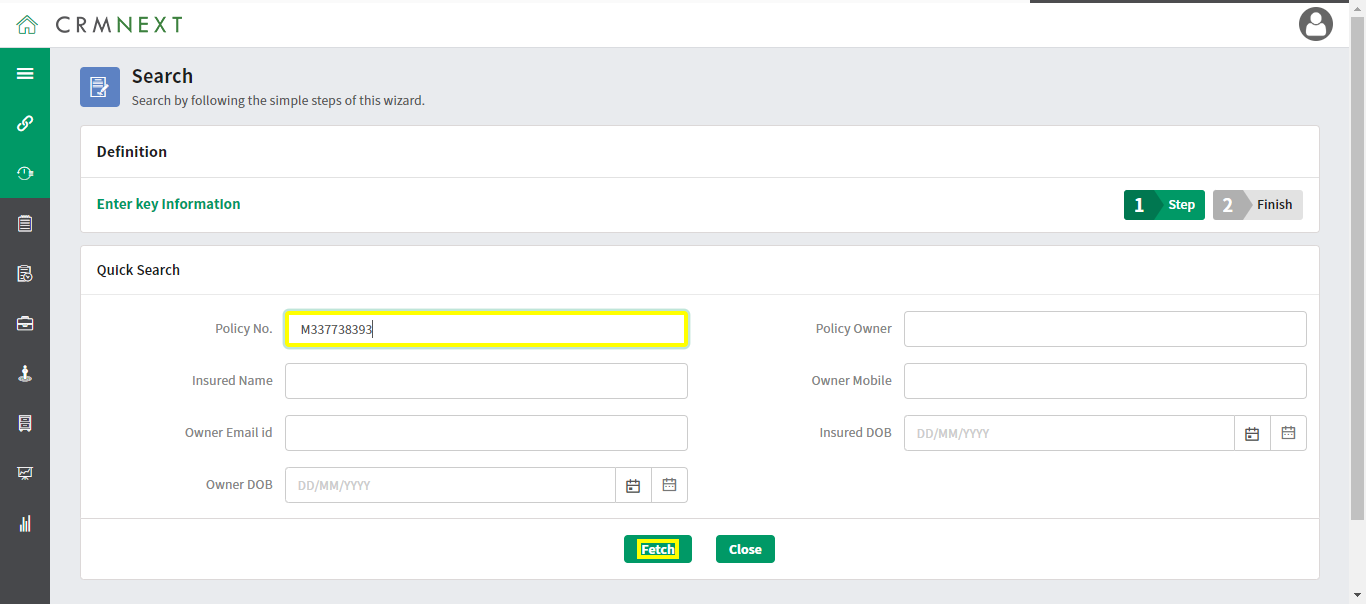 CRMNEXT
Search
Search by following the simple steps of this wizard.
Definition
Enter key Information
1 Step 2 Finish
Quick Search
Policy No. M337738393 Policy Owner
Insured Name Owner Mobile
Owner Email id Insured DOB DD/MM/YYYY
Owner DOB DD/MM/YYYY
Fetch Close